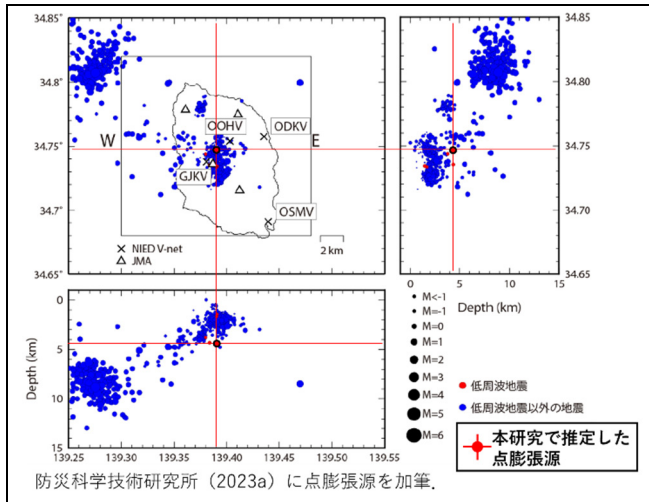 34.85°
34.8°
34.75°
34.7°
34.65°
W
E
OOHV
ODKV
GJKV
OSMV
× NIED V-net
△ JMA
2 km
34.85
34.80
34.75
34.70
34.65
0 5 10 15
Depth (km)
0
5
10
15
Depth (km)
139.25 139.30 139.35 139.40 139.45 139.50 139.55
M<-1
M=-1
M=0
M=1
M=2
M=3
M=4
M=5
M=6
低周波地震
低周波地震以外の地震
本研究で推定した
点膨張源
防災科学技術研究所（2023a）に点膨張源を加筆.